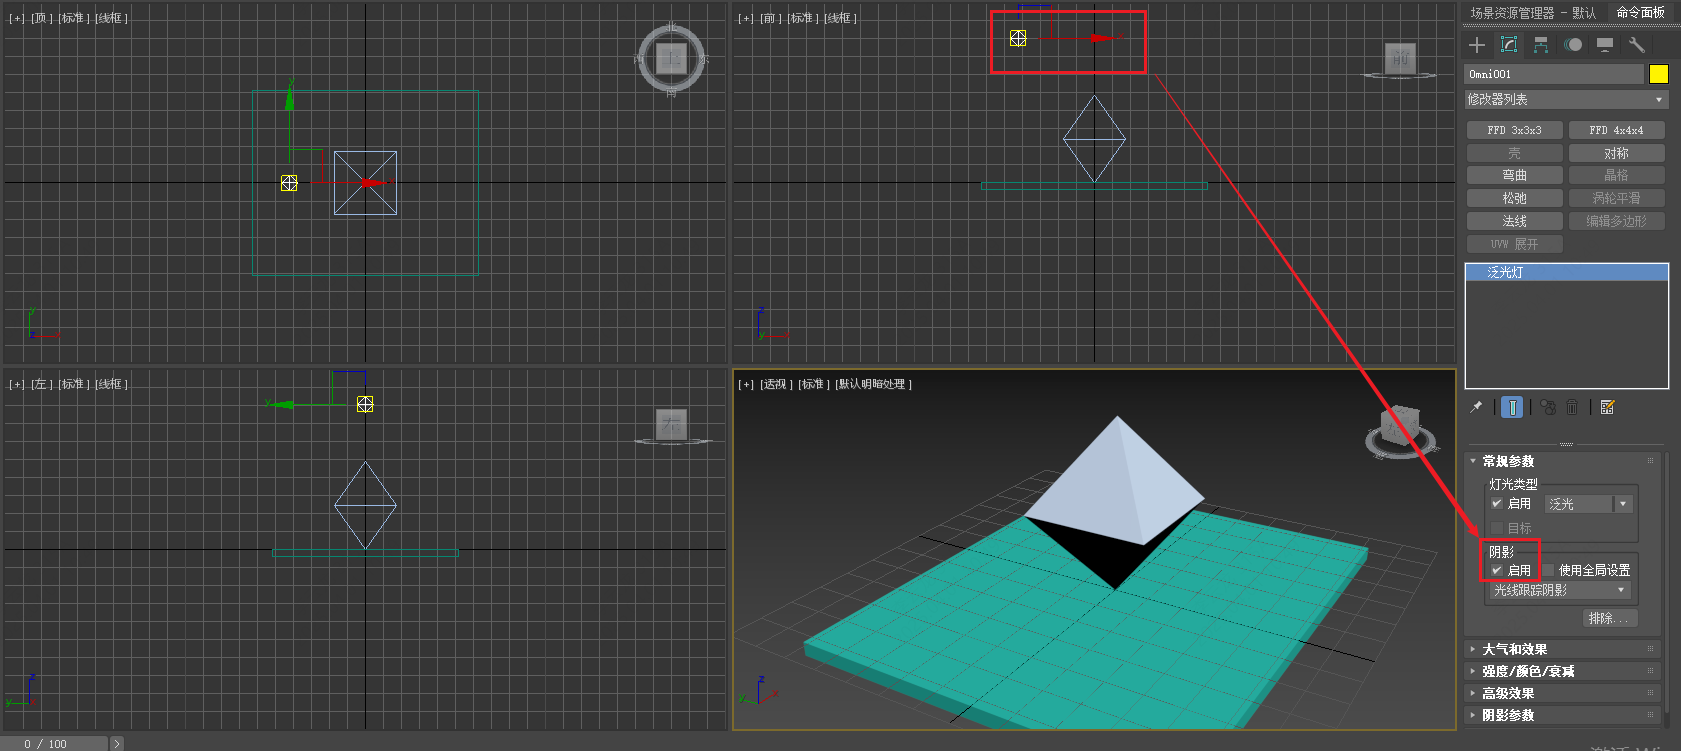 [+] [顶] [标准] [线框]
北
上
东
南
y
[+] [前] [标准] [线框]
前
[+] [左] [标准] [线框]
左
y
[+] [透视] [标准] [默认明暗处理]
z
y
x
0 / 100
>
场景资源管理器 - 默认
命令面板
Omni001
修改器列表
FFD 3x3x3
FFD 4x4x4
壳
对称
弯曲
晶格
松弛
涡轮平滑
法线
编辑多边形
UVW 展开
泛光灯
常规参数
灯光类型
启用
泛光
目标
阴影
启用
使用全局设置
光线跟踪阴影
排除...
大气和效果
强度/颜色/衰减
高级效果
阴影参数